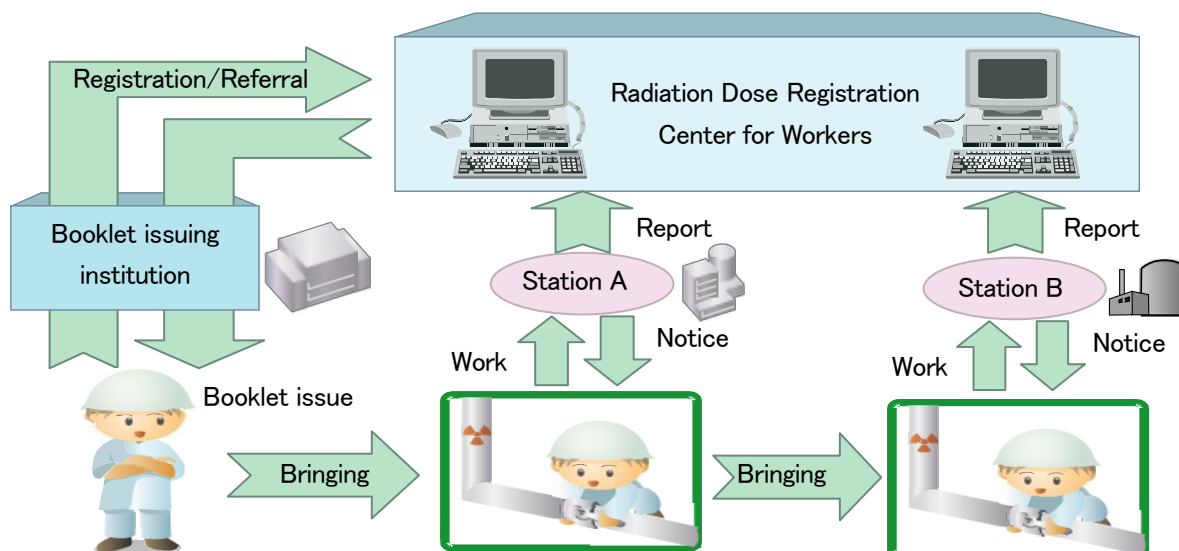 Registration/Referral
Radiation Dose Registration
Center for Workers
Booklet issuing
institution
Report
Report
Station A
Station B
Work
Notice
Work
Notice
Booklet issue
Bringing
Bringing